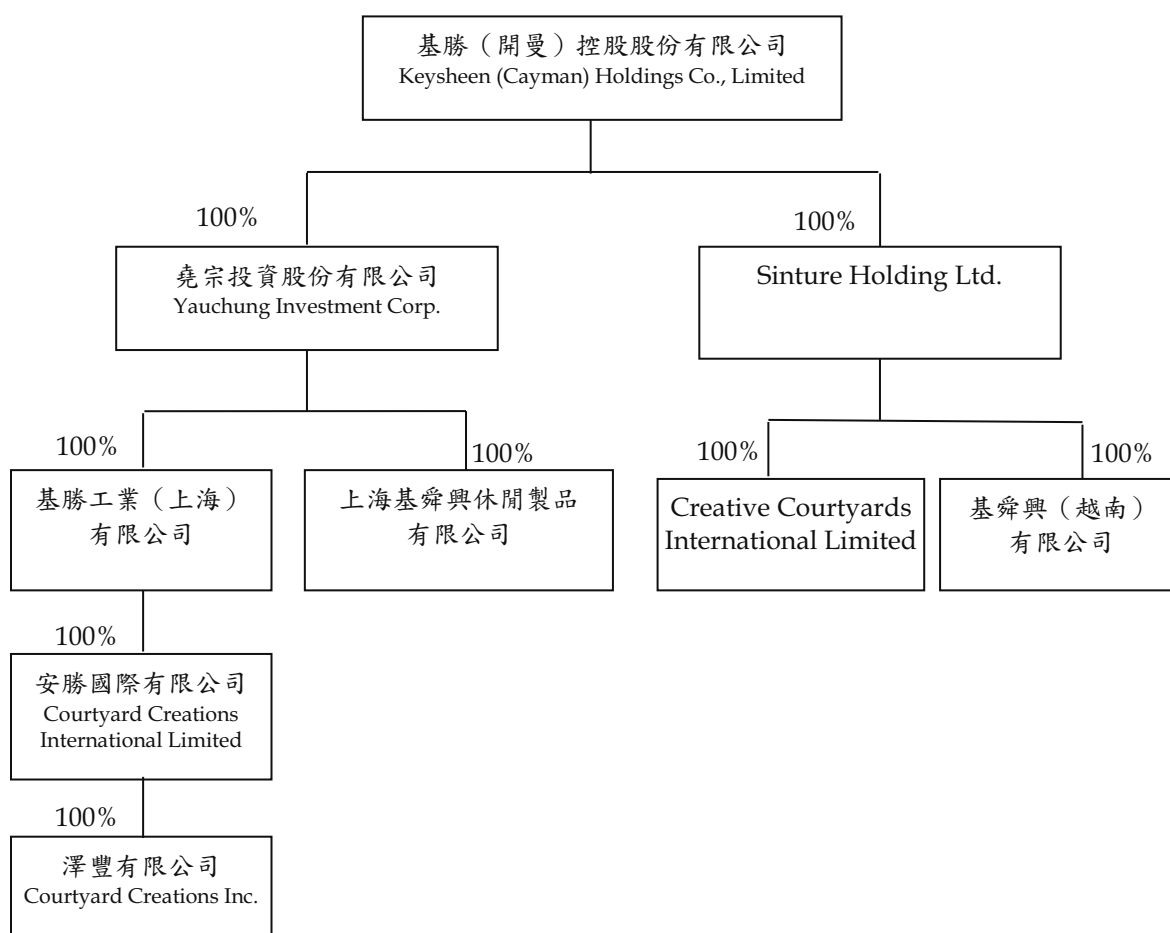 基勝（開曼）控股股份有限公司
Keysheen (Cayman) Holdings Co., Limited
100%
100%
堯宗投資股份有限公司
Yauchung Investment Corp.
Sinture Holding Ltd.
100%
100%
100%
100%
基勝工業（上海）
有限公司
上海基舜興休閒製品
有限公司
Creative Courtyards
International Limited
基舜興（越南）
有限公司
100%
安勝國際有限公司
Courtyard Creations
International Limited
100%
澤豐有限公司
Courtyard Creations Inc.